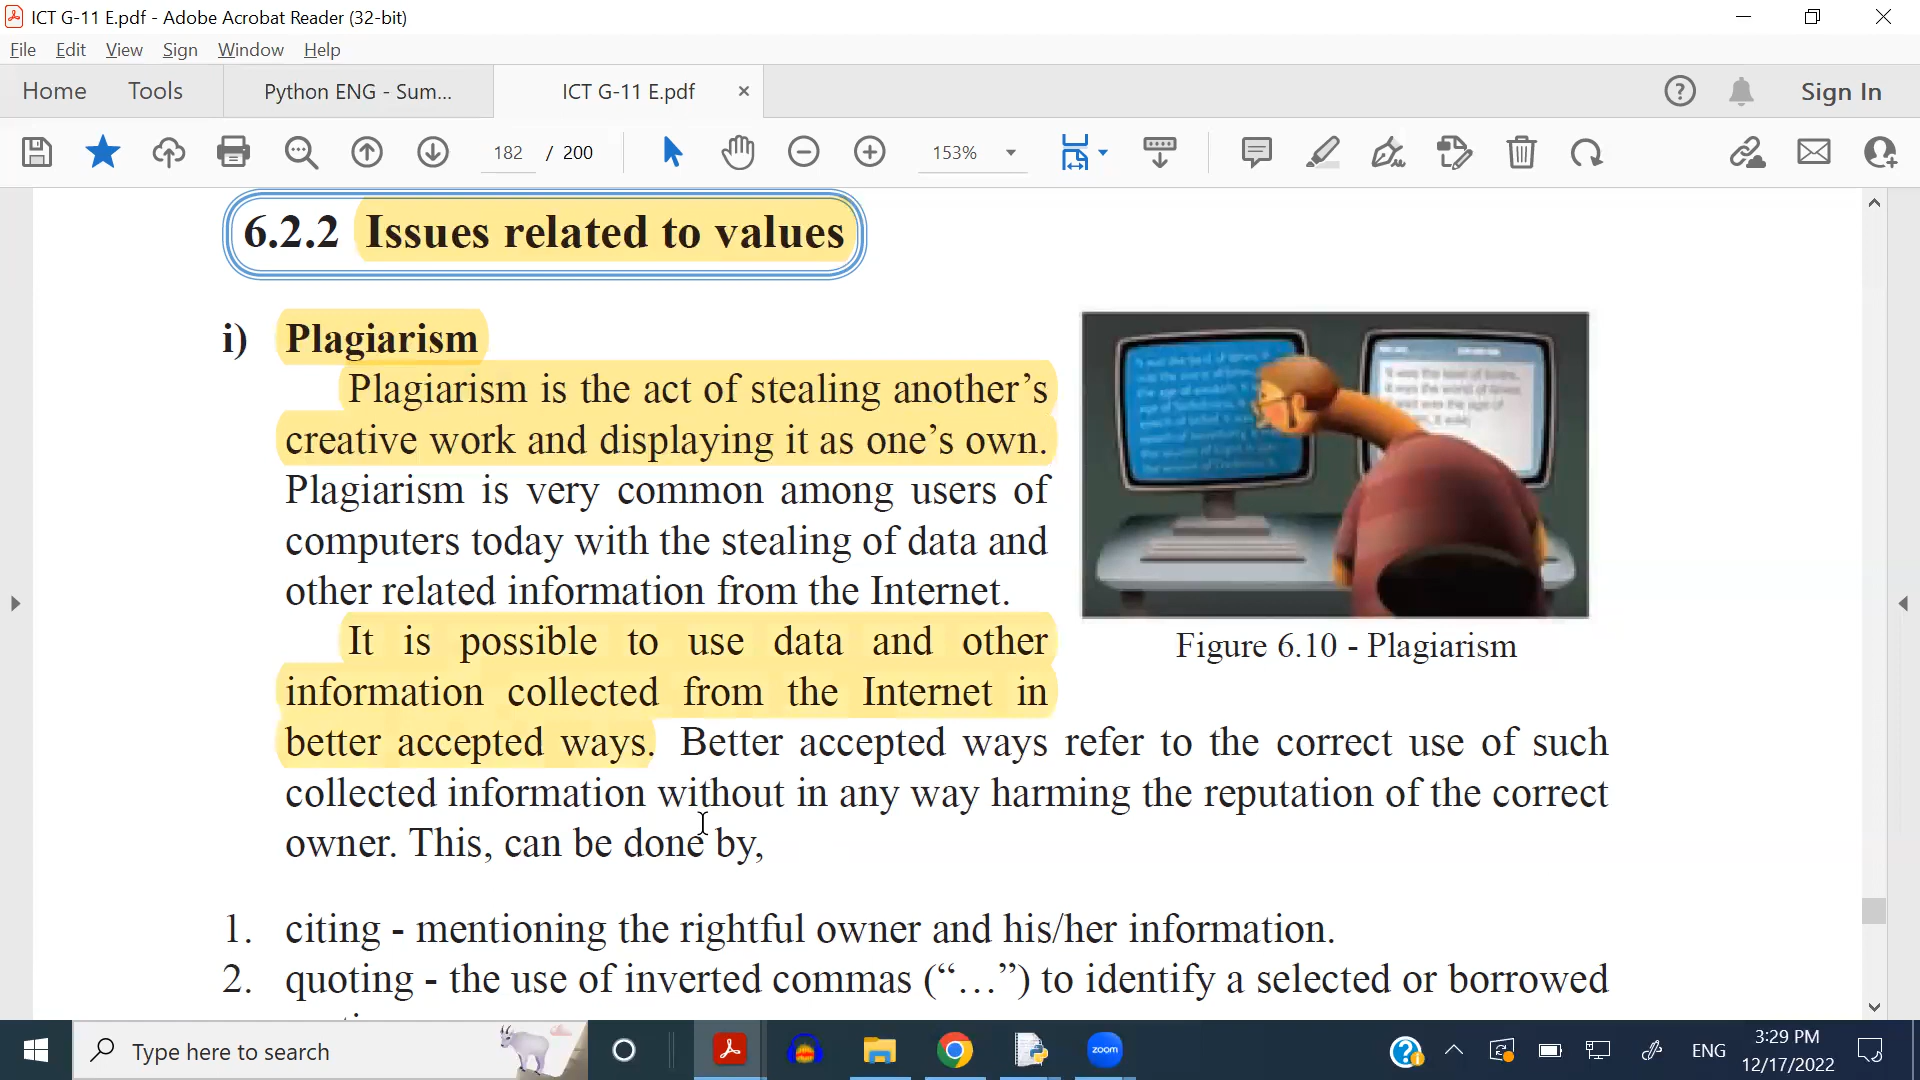 ICT G-11 E.pdf - Adobe Acrobat Reader (32-bit)
File Edit View Sign Window Help
Home Tools Python ENG - Sum... ICT G-11 E.pdf × Sign In
182 / 200 153%
6.2.2 Issues related to values
i) Plagiarism
Plagiarism is the act of stealing another’s
creative work and displaying it as one’s own.
Plagiarism is very common among users of
computers today with the stealing of data and
other related information from the Internet.
It is possible to use data and other
information collected from the Internet in
better accepted ways. Better accepted ways refer to the correct use of such
collected information without in any way harming the reputation of the correct
owner. This, can be done by,
Figure 6.10 - Plagiarism
1. citing - mentioning the rightful owner and his/her information.
2. quoting - the use of inverted commas (“…”) to identify a selected or borrowed
Type here to search
zoom
ENG
3:29 PM
12/17/2022